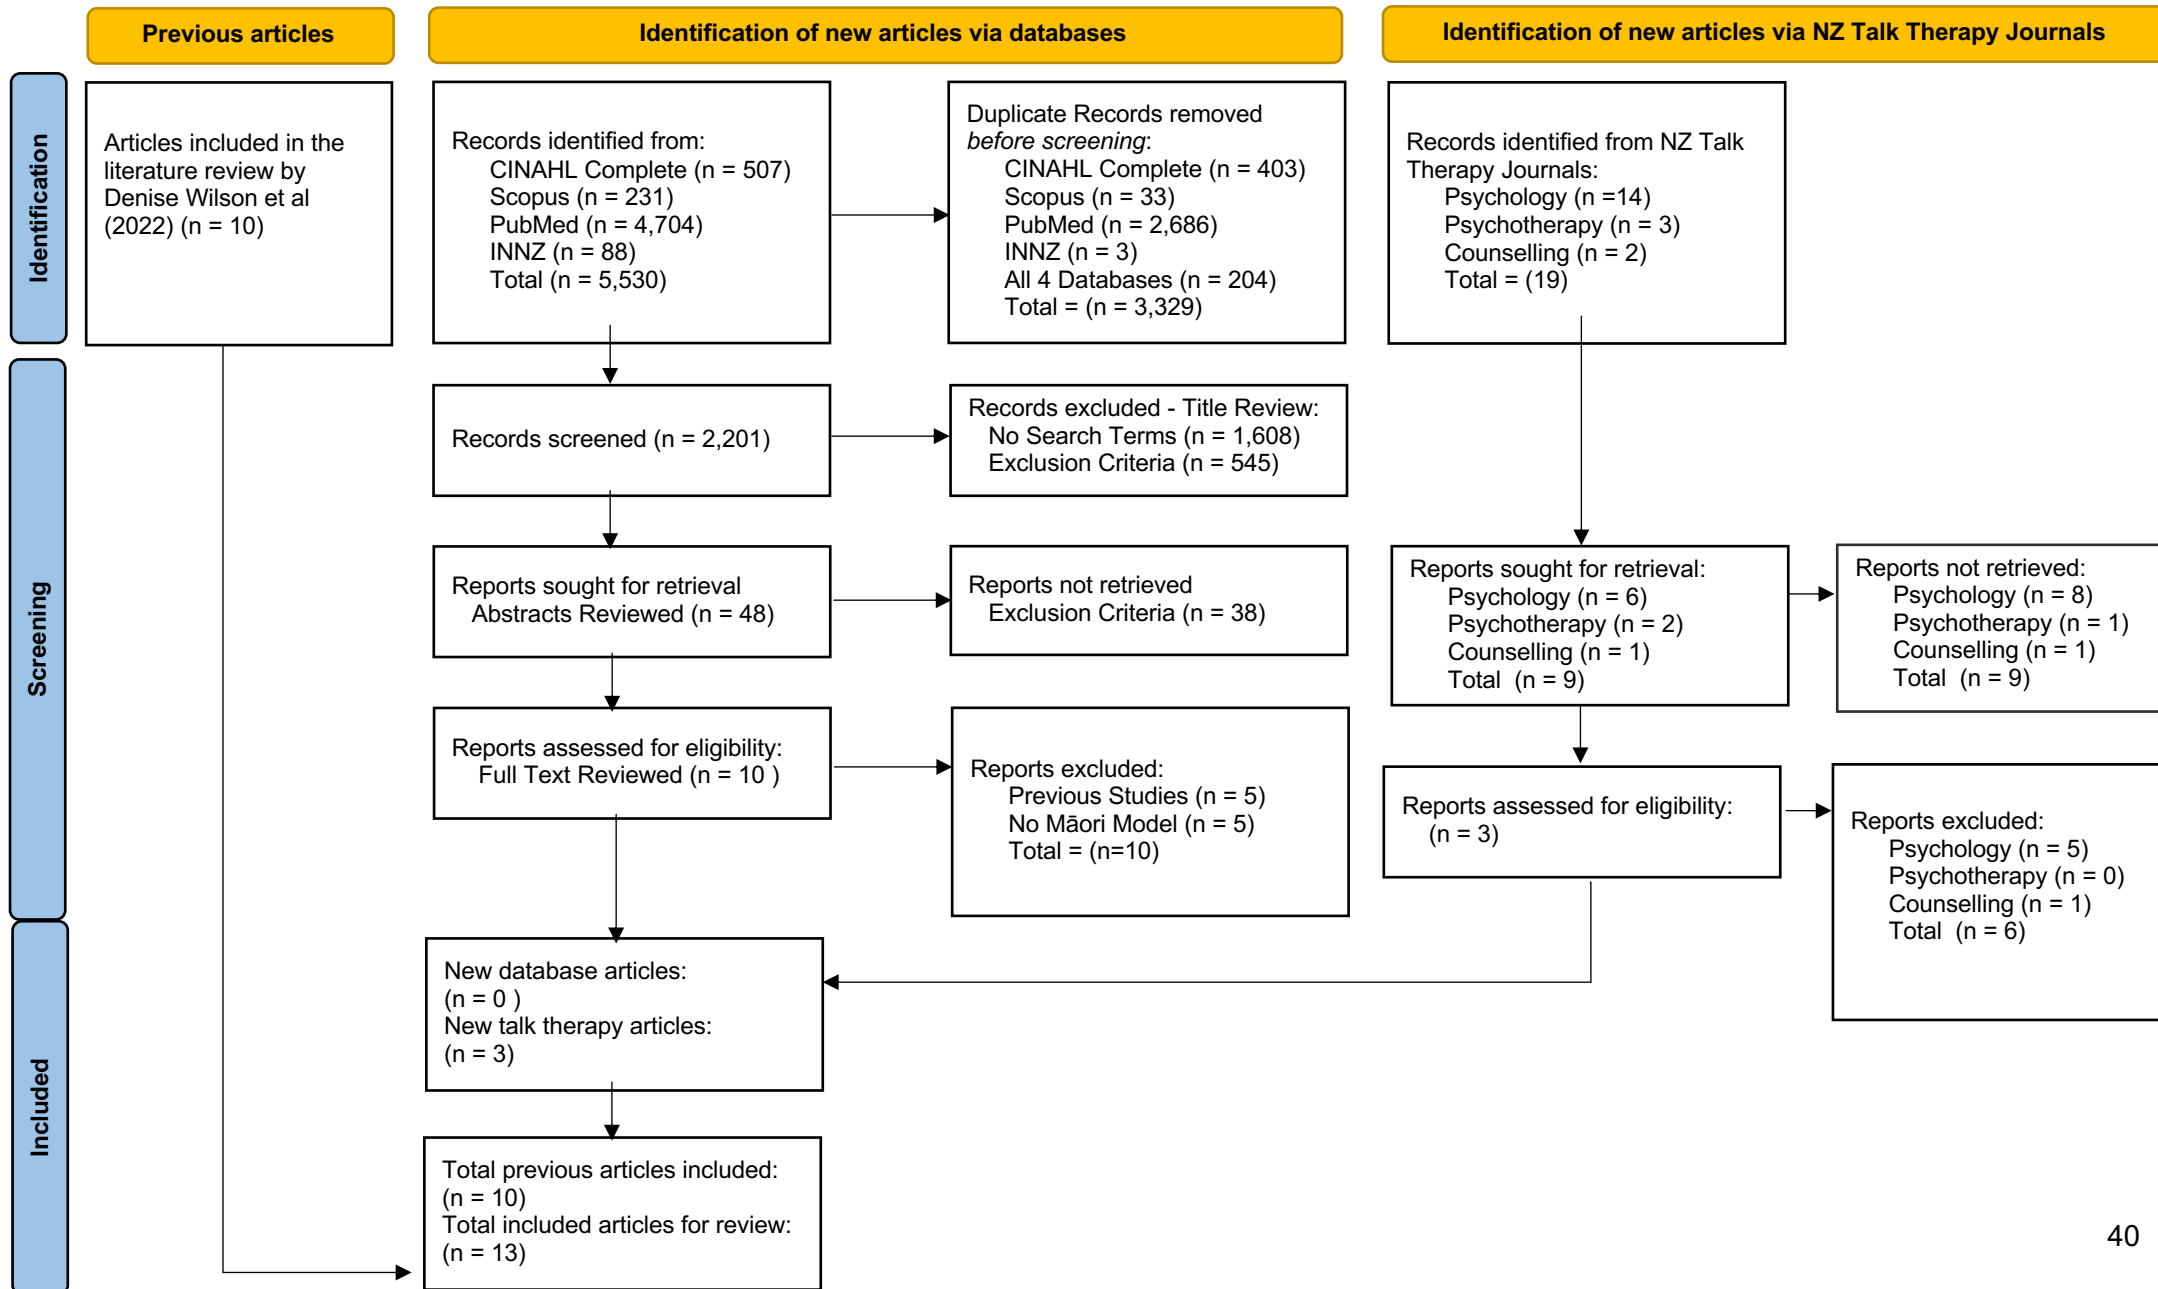 Previous articles
Identification of new articles via databases
Identification of new articles via NZ Talk Therapy Journals
Identification
Articles included in the
literature review by
Denise Wilson et al
(2022) (n = 10)
Records identified from:
CINAHL Complete (n = 507)
Scopus (n = 231)
PubMed (n = 4,704)
INNZ (n = 88)
Total (n = 5,530)
Duplicate Records removed
before screening:
CINAHL Complete (n = 403)
Scopus (n = 33)
PubMed (n = 2,686)
INNZ (n = 3)
All 4 Databases (n = 204)
Total = (n = 3,329)
Records identified from NZ Talk
Therapy Journals:
Psychology (n =14)
Psychotherapy (n = 3)
Counselling (n = 2)
Total = (19)
Screening
Records screened (n = 2,201)
Records excluded - Title Review:
No Search Terms (n = 1,608)
Exclusion Criteria (n = 545)
Reports sought for retrieval
Abstracts Reviewed (n = 48)
Reports not retrieved
Exclusion Criteria (n = 38)
Reports sought for retrieval:
Psychology (n = 6)
Psychotherapy (n = 2)
Counselling (n = 1)
Total  (n = 9)
Reports not retrieved:
Psychology (n = 8)
Psychotherapy (n = 1)
Counselling (n = 1)
Total  (n = 9)
Reports assessed for eligibility:
Full Text Reviewed (n = 10 )
Reports excluded:
Previous Studies (n = 5)
No Māori Model (n = 5)
Total = (n=10)
Reports assessed for eligibility:
(n = 3)
Reports excluded:
Psychology (n = 5)
Psychotherapy (n = 0)
Counselling (n = 1)
Total  (n = 6)
Included
New database articles:
(n = 0 )
New talk therapy articles:
(n = 3)
Total previous articles included:
(n = 10)
Total included articles for review:
(n = 13)
40